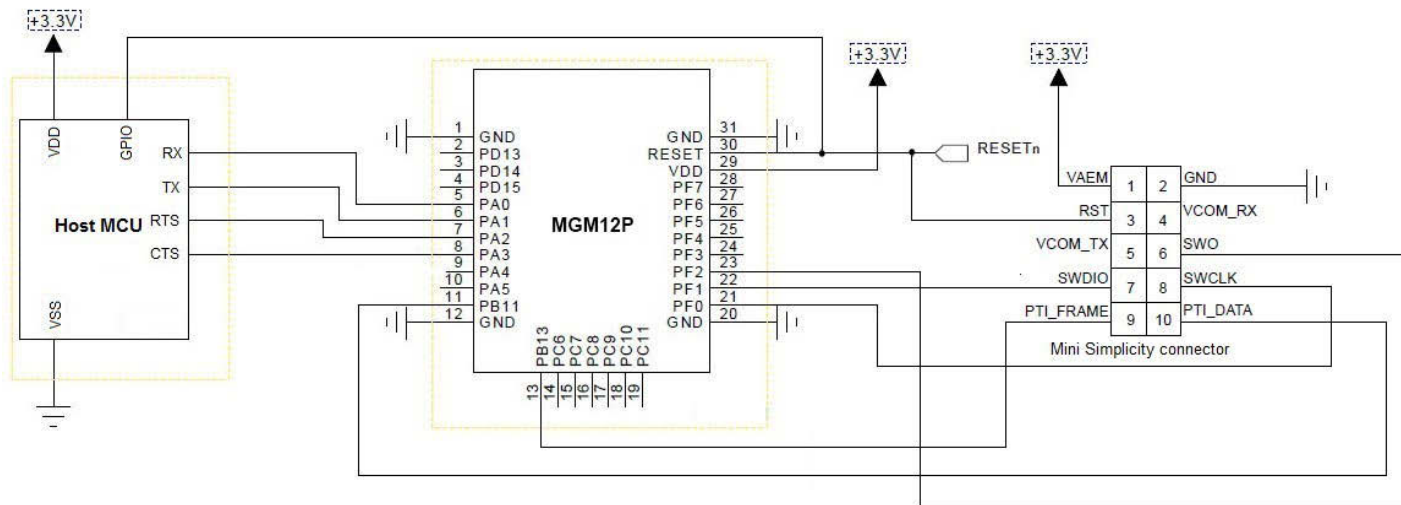 +3.3V
VDD
GPIO
RX
TX
RTS
CTS
Host MCU
VSS
1
2
3
4
5
6
7
8
9
10
11
12
GND
PD13
PD14
PD15
PA0
PA1
PA2
PA3
PA4
PA5
PB11
GND
MGM12P
PB13
PC6
PC7
PC8
PC9
PC10
PC11
13
14
15
16
17
18
19
GND
RESET
VDD
PF7
PF6
PF5
PF4
PF3
PF2
PF1
PF0
GND
31
30
29
28
27
26
25
24
23
22
21
20
+3.3V
RESETn
+3.3V
VAEM 1 2 GND
RST 3 4 VCOM_RX
VCOM_TX 5 6 SWO
SWDIO 7 8 SWCLK
PTI_FRAME 9 10 PTI_DATA
Mini Simplicity connector